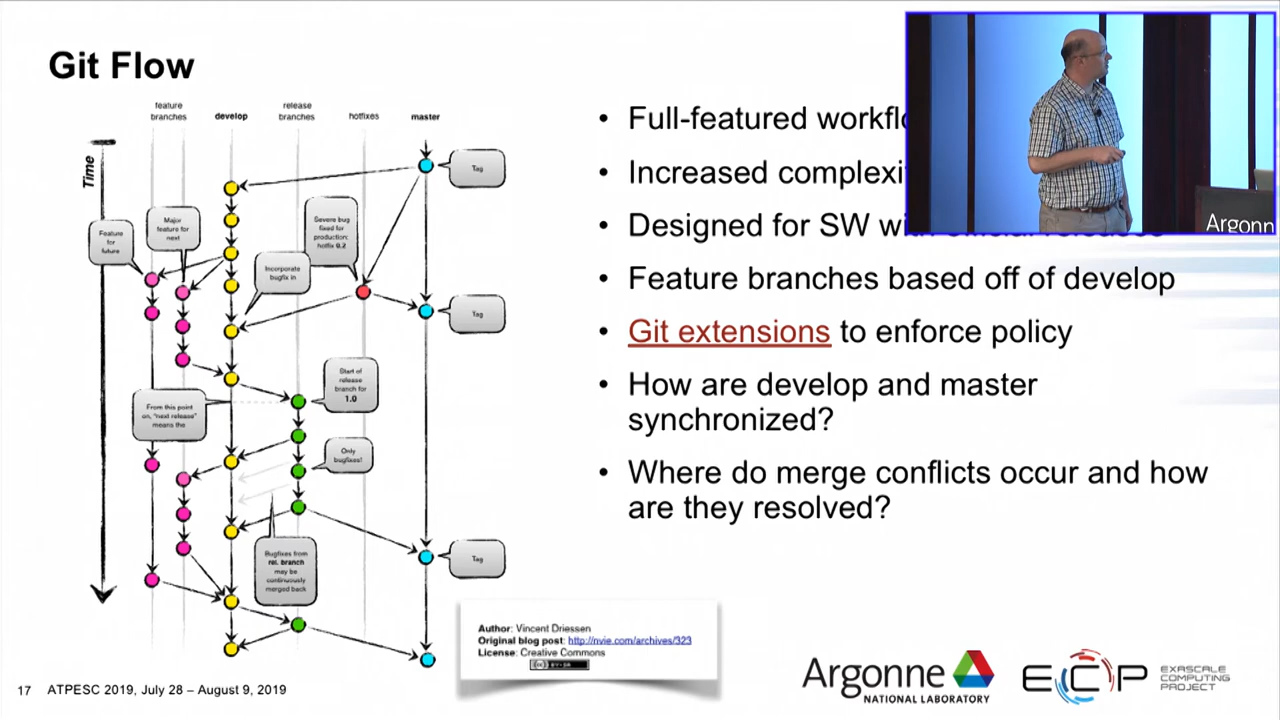 Git Flow
feature
branches
develop
release
branches
hotfixes
master
Time
Tag
Feature
for
future
Major
feature for
next
Severe bug
fixed for
production:
hotfix 0.2
Incorporate
bugfix in
Tag
Start of
release
branch for
1.0
From this point
on, "next release"
means the
Only
bugfixes!
Bugfixes from
rel. branch
may be
continuously
merged back
Tag
Author: Vincent Driessen
Original blog post: http://nvie.com/archives/323
License: Creative Commons
• Full-featured
• Increased
• Designed for SW
• Feature branches based off of develop
• Git extensions to enforce policy
• How are develop and master
synchronized?
• Where do merge conflicts occur and how
are they resolved?
Argonne
17 ATPESC 2019, July 28 – August 9, 2019
Argonne
NATIONAL LABORATORY
ECP
EXASCALE
COMPUTING
PROJECT